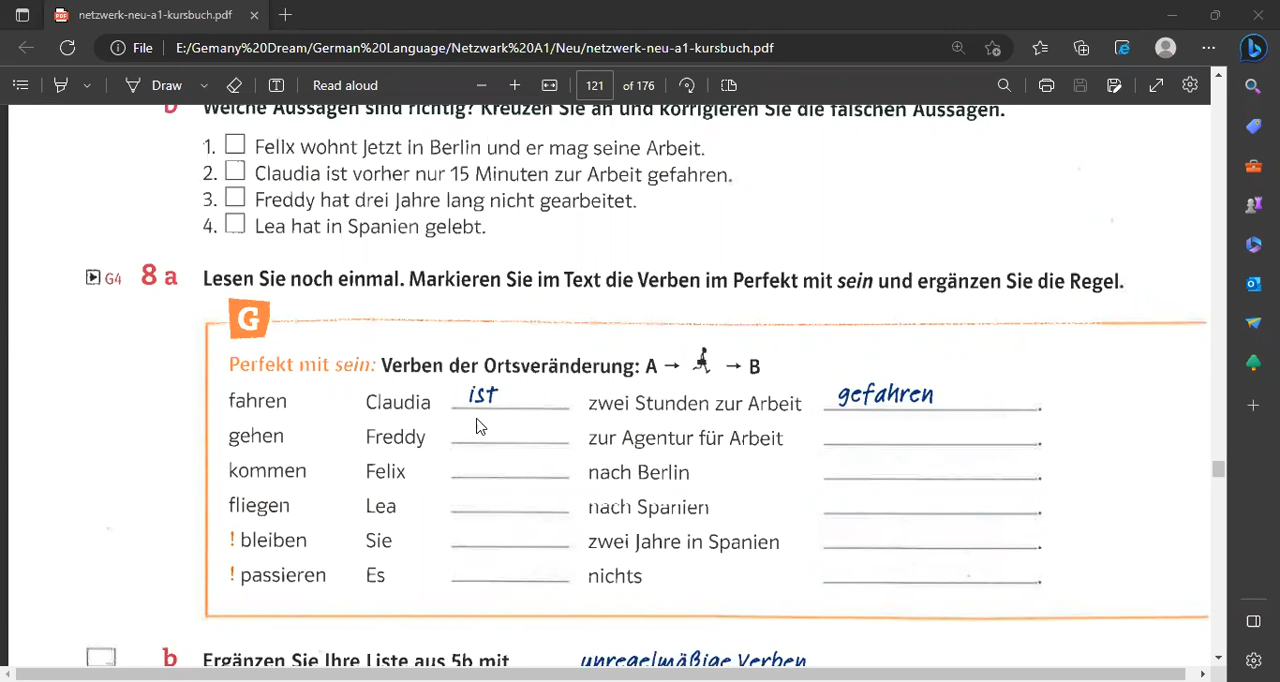 netzwerk-neu-a1-kursbuch.pdf
File E:/Gemany%20Dream/German%20Language/Netzwark%20A1/Neu/netzwerk-neu-a1-kursbuch.pdf
Draw Read aloud 121 of 176
b Welche Aussagen sind richtig? Kreuzen Sie an und korrigieren Sie die falschen Aussagen.
1. Felix wohnt jetzt in Berlin und er mag seine Arbeit.
2. Claudia ist vorher nur 15 Minuten zur Arbeit gefahren.
3. Freddy hat drei Jahre lang nicht gearbeitet.
4. Lea hat in Spanien gelebt.
G4 8 a Lesen Sie noch einmal. Markieren Sie im Text die Verben im Perfekt mit sein und ergänzen Sie die Regel.
G
Perfekt mit sein: Verben der Ortsveränderung: A → → B
fahren Claudia ist zwei Stunden zur Arbeit gefahren.
gehen Freddy zur Agentur für Arbeit .
kommen Felix nach Berlin .
fliegen Lea nach Spanien .
! bleiben Sie zwei Jahre in Spanien .
! passieren Es nichts .
b Ergänzen Sie Ihre Liste aus 5b mit unregelmäßige Verben